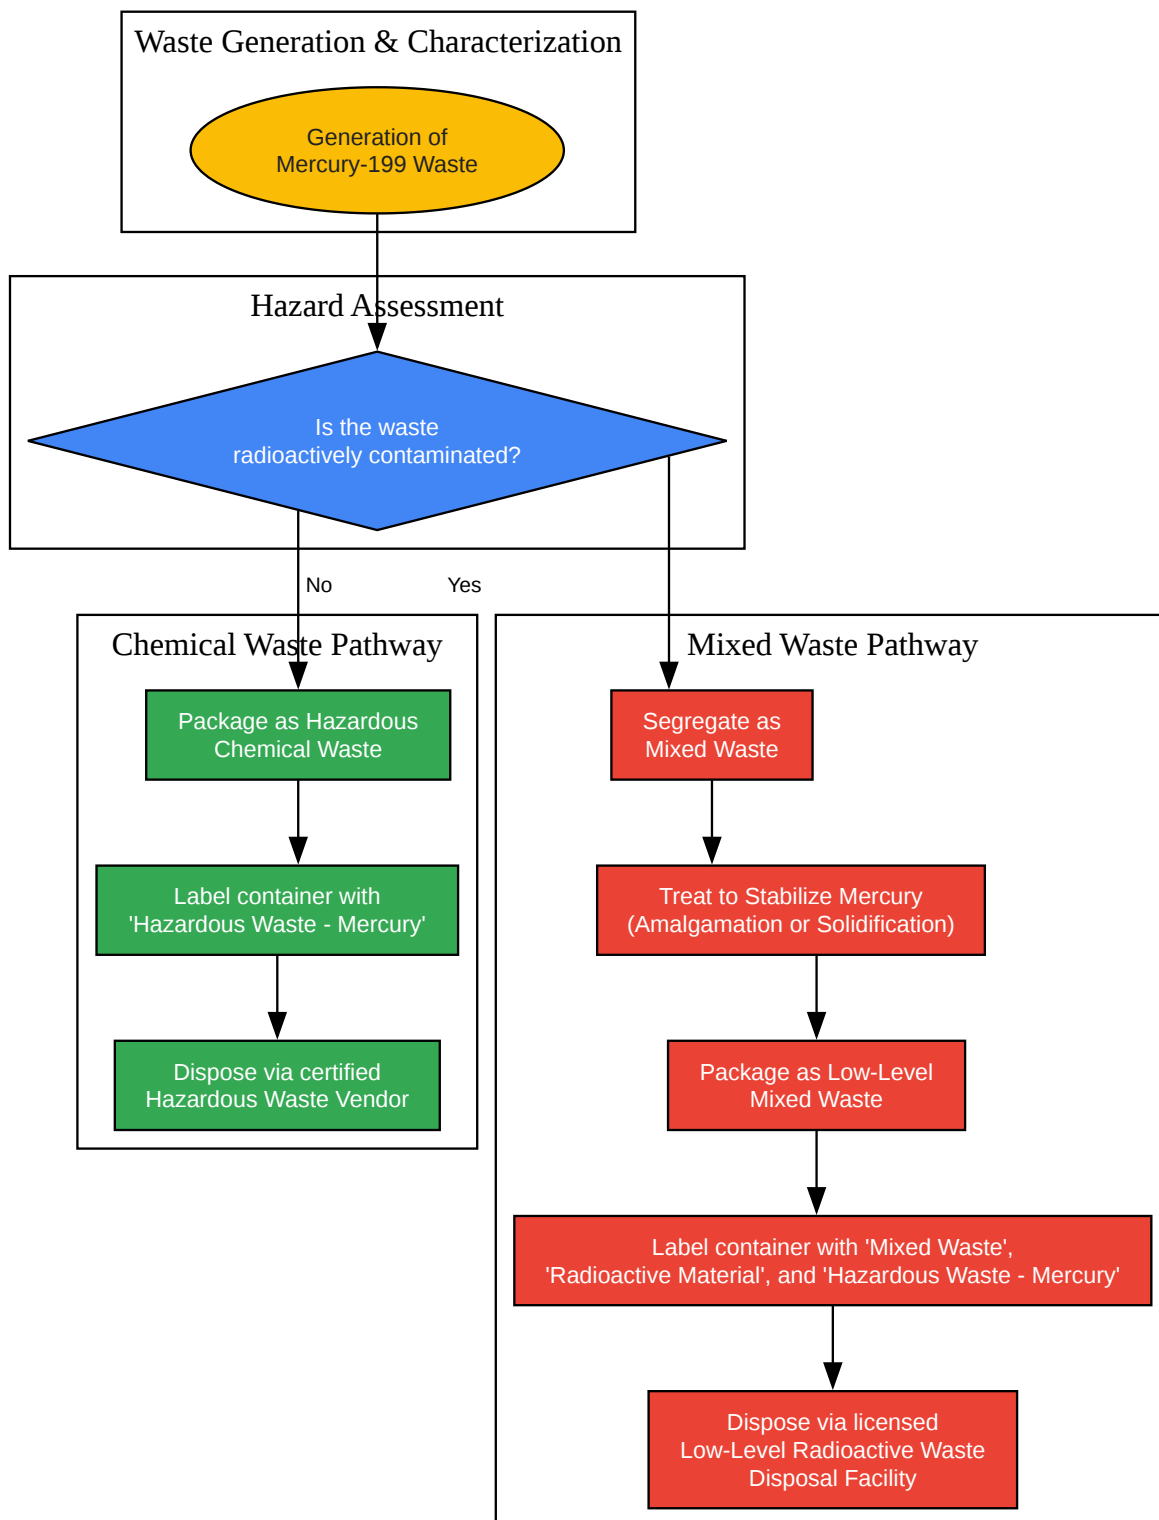 Waste Generation & Characterization
Generation of
Mercury-199 Waste
Hazard Assessment
Is the waste
radioactively contaminated?
No
Yes
Chemical Waste Pathway
Package as Hazardous
Chemical Waste
Label container with
'Hazardous Waste - Mercury'
Dispose via certified
Hazardous Waste Vendor
Mixed Waste Pathway
Segregate as
Mixed Waste
Treat to Stabilize Mercury
(Amalgamation or Solidification)
Package as Low-Level
Mixed Waste
Label container with 'Mixed Waste',
'Radioactive Material', and 'Hazardous Waste - Mercury'
Dispose via licensed
Low-Level Radioactive Waste
Disposal Facility